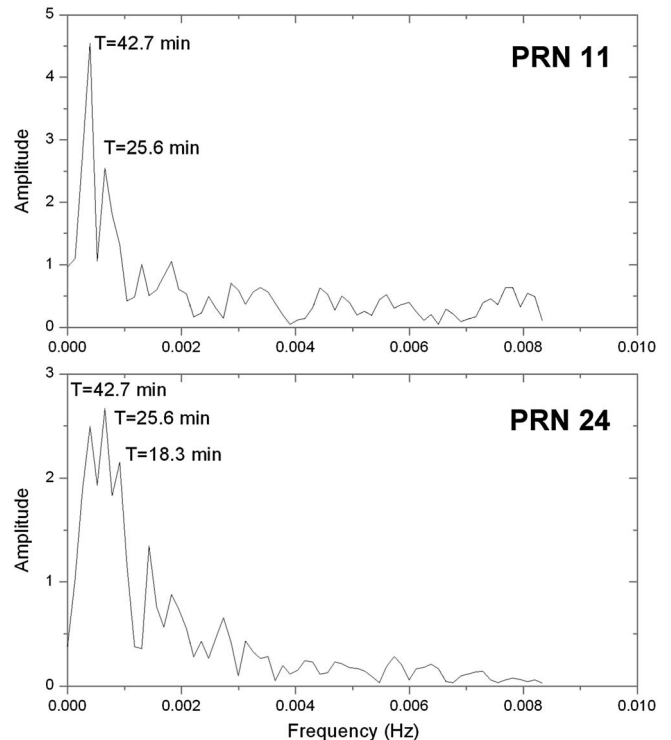 5
T=42.7 min
PRN 11
4
T=25.6 min
3
Amplitude
2
1
0
0.000 0.002 0.004 0.006 0.008 0.010
3
T=42.7 min
T=25.6 min
PRN 24
T=18.3 min
2
Amplitude
1
0
0.000 0.002 0.004 0.006 0.008 0.010
Frequency (Hz)